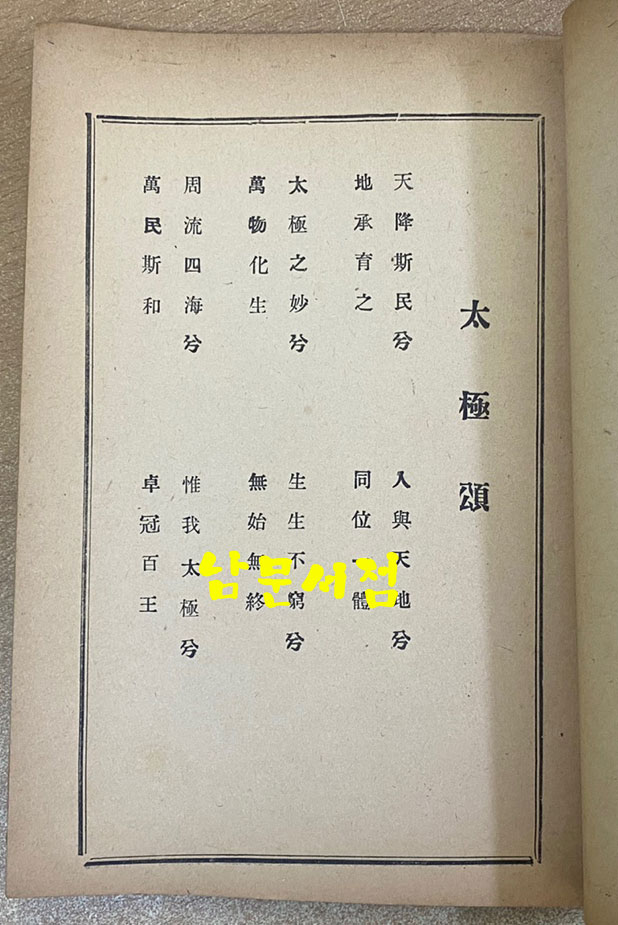 太極頌
天降斯民兮
地承育之
人與天地兮
同位一體
太極之妙兮
萬物化生
生生不窮兮
無始無終
周流四海兮
萬民斯和
惟我太極兮
卓冠百王
남문서점